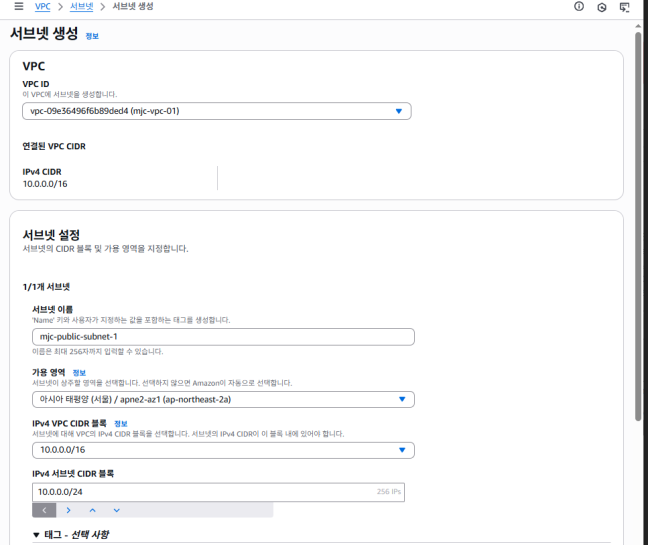 VPC > 서브넷 > 서브넷 생성
서브넷 생성 정보
VPC
VPC ID
이 VPC에 서브넷을 생성합니다.
vpc-09e36496f6b89ded4 (mjc-vpc-01)
연결된 VPC CIDR
IPv4 CIDR
10.0.0.0/16
서브넷 설정
서브넷의 CIDR 블록 및 가용 영역을 지정합니다.
1/1개 서브넷
서브넷 이름
'Name' 키와 사용자가 지정하는 값을 포함하는 태그를 생성합니다.
mjc-public-subnet-1
이름은 최대 256자까지 입력할 수 있습니다.
가용 영역 정보
서브넷이 상주할 영역을 선택합니다. 선택하지 않으면 Amazon이 자동으로 선택합니다.
아시아 태평양 (서울) / apne2-az1 (ap-northeast-2a)
IPv4 VPC CIDR 블록 정보
서브넷에 대해 VPC의 IPv4 CIDR 블록을 선택합니다. 서브넷의 IPv4 CIDR이 이 블록 내에 있어야 합니다.
10.0.0.0/16
IPv4 서브넷 CIDR 블록
10.0.0.0/24 256 IPs
태그 - 선택 사항